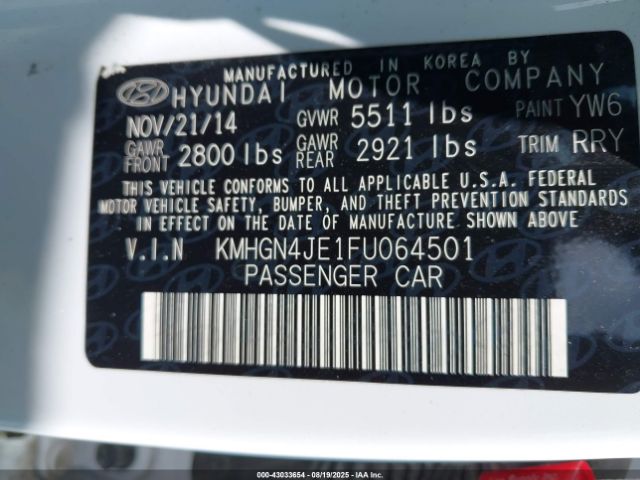 MANUFACTURED IN KOREA BY
HYUNDAI MOTOR COMPANY
NOV/21/14 GVWR 5511 lbs PAINT YW6
GAWR FRONT 2800 lbs GAWR REAR 2921 lbs TRIM RRY
THIS VEHICLE CONFORMS TO ALL APPLICABLE U.S.A. FEDERAL
MOTOR VEHICLE SAFETY, BUMPER, AND THEFT PREVENTION STANDARDS
IN EFFECT ON THE DATE OF MANUFACTURE SHOWN ABOVE
V.I.N KMHGN4JE1FU064501
PASSENGER CAR
000-43033654 - 08/19/2025 - IAA Inc.